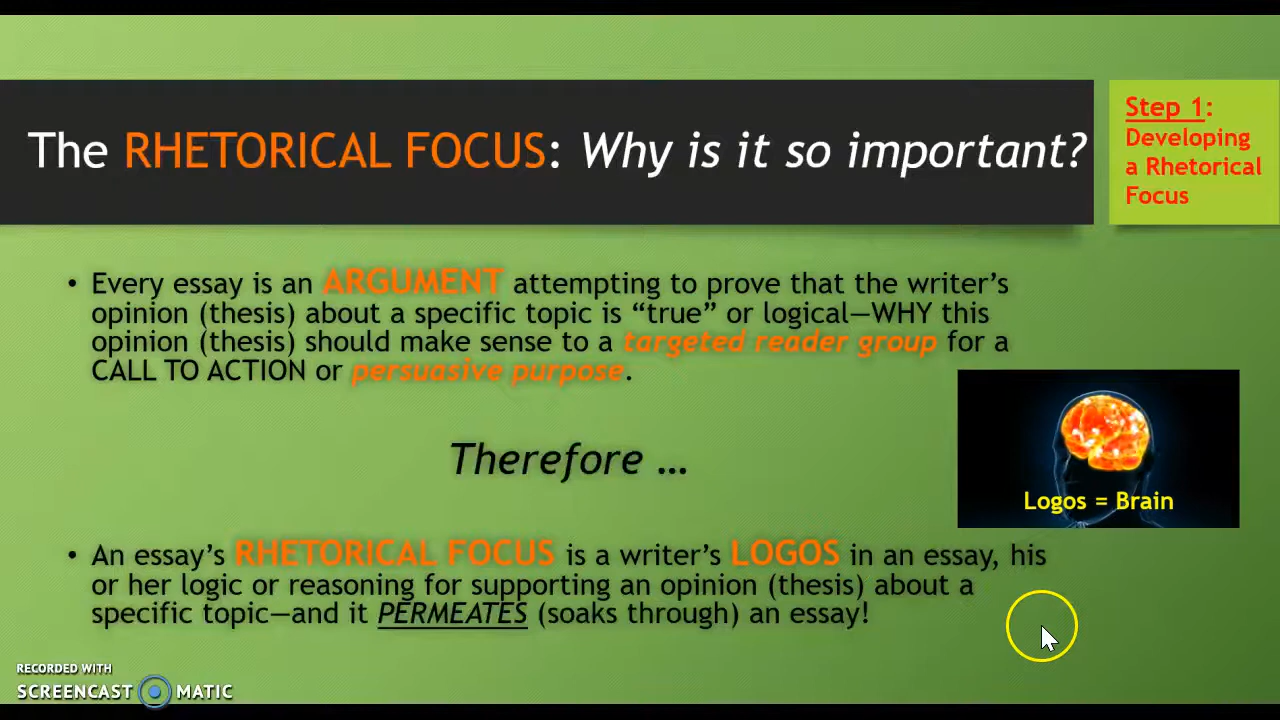 The RHETORICAL FOCUS: Why is it so important?
Step 1:
Developing
a Rhetorical
Focus
• Every essay is an ARGUMENT attempting to prove that the writer’s
opinion (thesis) about a specific topic is “true” or logical—WHY this
opinion (thesis) should make sense to a targeted reader group for a
CALL TO ACTION or persuasive purpose.
Therefore …
Logos = Brain
• An essay’s RHETORICAL FOCUS is a writer’s LOGOS in an essay, his
or her logic or reasoning for supporting an opinion (thesis) about a
specific topic—and it PERMEATES (soaks through) an essay!
RECORDED WITH
SCREENCAST MATIC